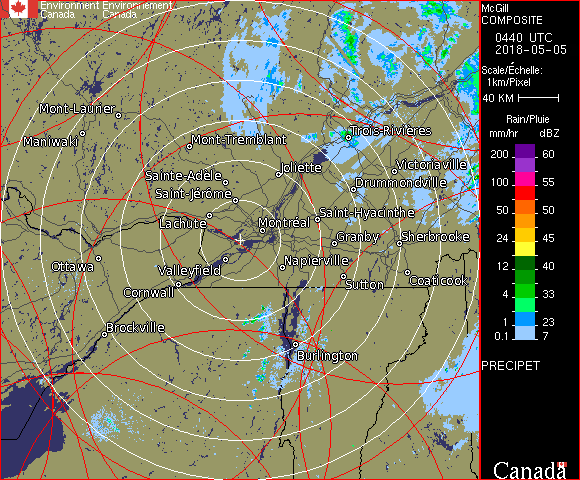 Environment Environnement
Canada Canada
McGill
COMPOSITE
0440 UTC
2018-05-05
Scale/Échelle:
1km/Pixel
40 KM
Rain/Pluie
mm/hr dBZ
200 60
150 57
100 55
50 50
24 45
12 40
4 33
1 23
0.1 7
PRECIPET
Canada
Mont-Laurier
Maniwaki
Mont-Tremblant
Trois-Rivières
Sainte-Adèle
Joliette
Victoriaville
Saint-Jérôme
Drummondville
Lachute
Montréal
Saint-Hyacinthe
Granby
Sherbrooke
Ottawa
Valleyfield
Napierville
Cornwall
Sutton
Coaticook
Brockville
Burlington